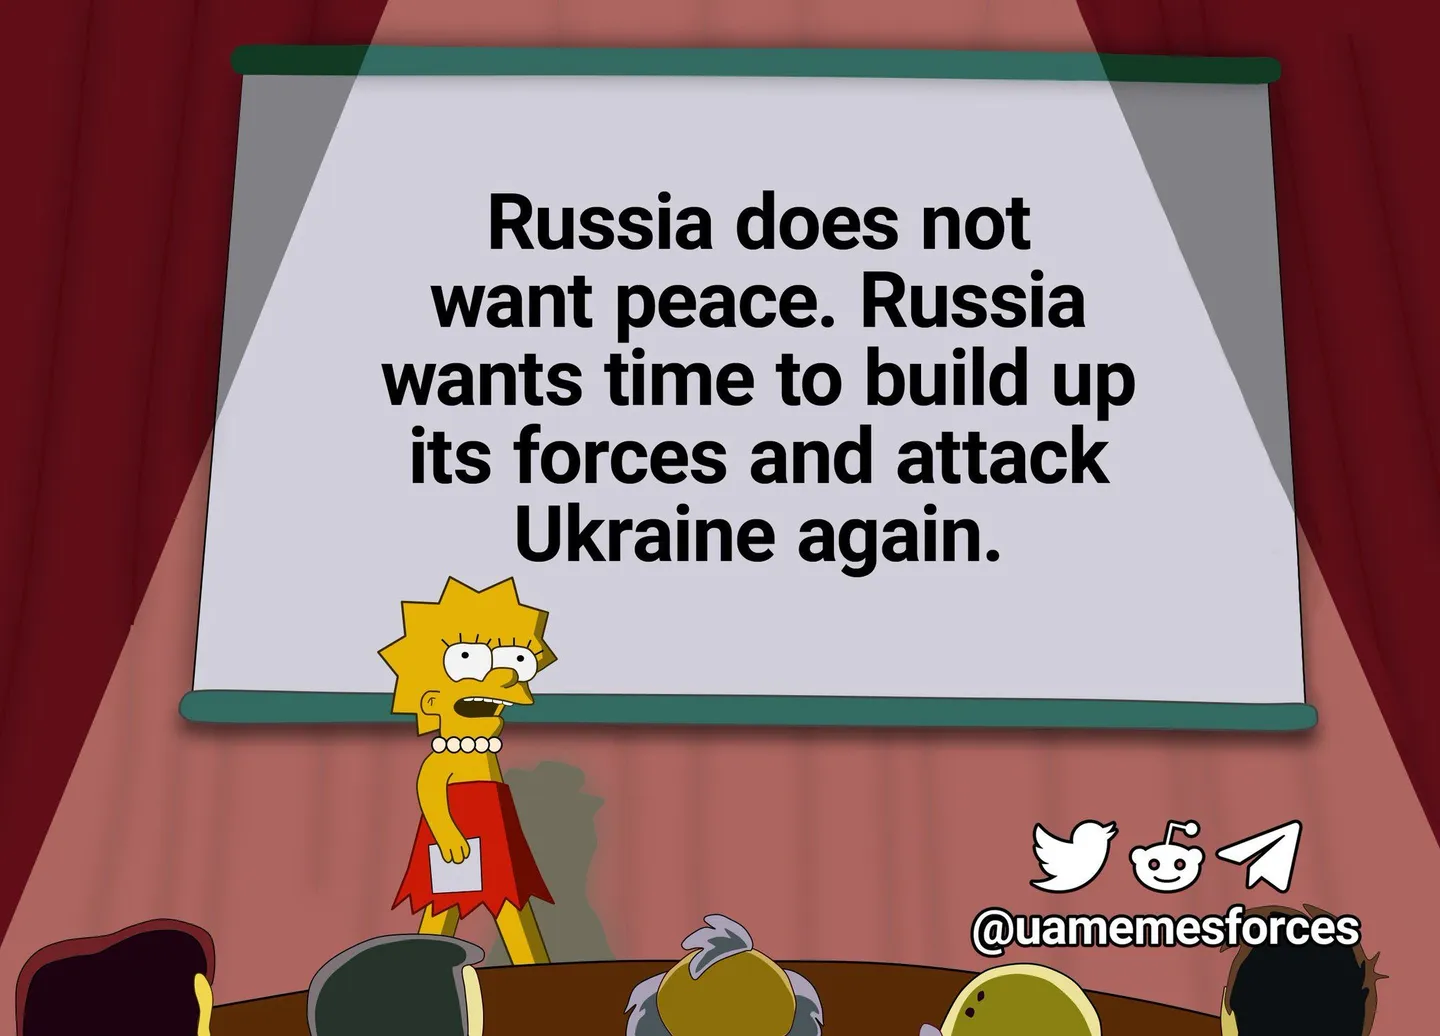 Russia does not
want peace. Russia
wants time to build up
its forces and attack
Ukraine again.
@uamemesforces